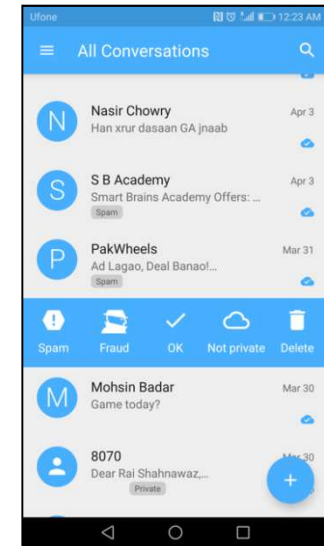 Ufone 12:23 AM
All Conversations
N Nasir Chowry Apr 3
Han xrur dasaan GA jnaab
S S B Academy Apr 3
Smart Brains Academy Offers: ...
Spam
P PakWheels Mar 31
Ad Lagao, Deal Banao!...
Spam
Spam Fraud OK Not private Delete
M Mohsin Badar Mar 30
Game today?
8070 Mar 30
Dear Rai Shahnawaz,...
Private